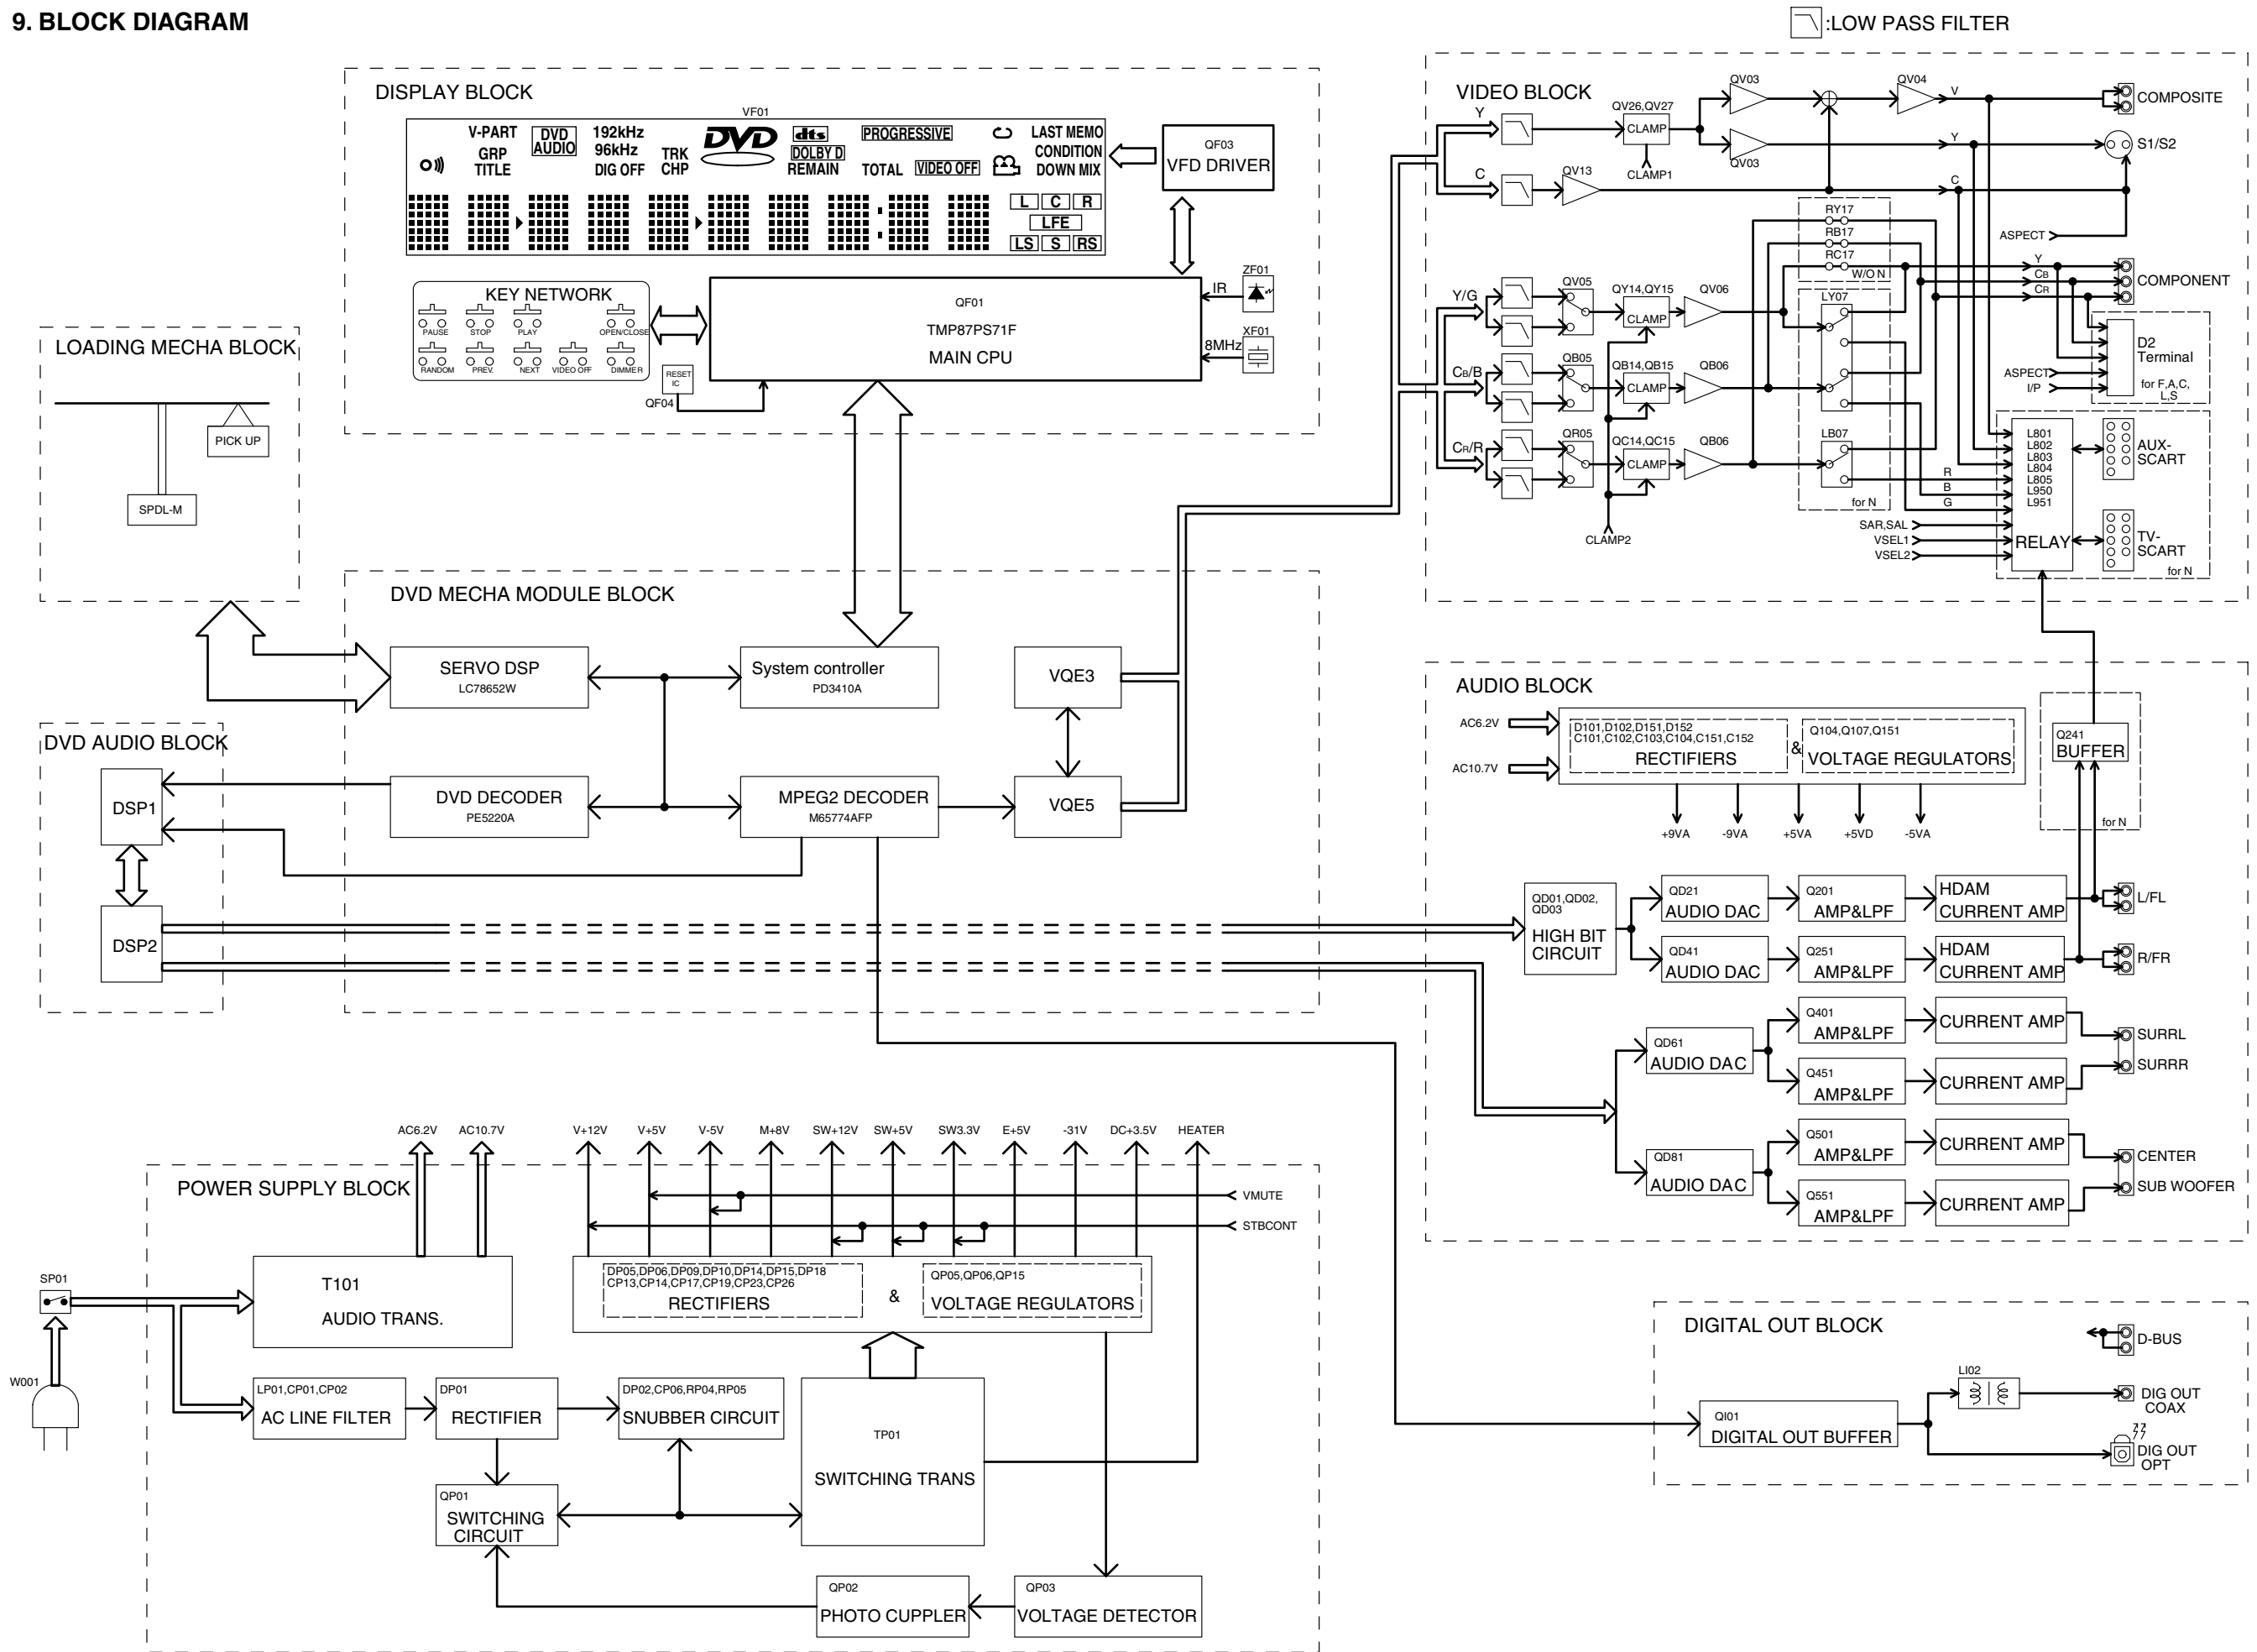 9. BLOCK DIAGRAM
:LOW PASS FILTER
DISPLAY BLOCK
VF01
V-PART
GRP
TITLE
DVD
AUDIO
192kHz
96kHz
DIG OFF
TRK
CHP
DVD
dts
DOLBY D
REMAIN
PROGRESSIVE
TOTAL
VIDEO OFF
LAST MEMO
CONDITION
DOWN MIX
L C R
LFE
LS S RS
QF03
VFD DRIVER
KEY NETWORK
PAUSE
STOP
PLAY
OPEN/CLOSE
RANDOM
PREV.
NEXT
VIDEO OFF
DIMMER
RESET
IC
QF04
QF01
TMP87PS71F
MAIN CPU
IR
ZF01
8MHz
XF01
LOADING MECHA BLOCK
PICK UP
SPDL-M
DVD MECHA MODULE BLOCK
SERVO DSP
LC78652W
System controller
PD3410A
VQE3
DVD DECODER
PE5220A
MPEG2 DECODER
M65774AFP
VQE5
DVD AUDIO BLOCK
DSP1
DSP2
VIDEO BLOCK
Y
QV26,QV27
CLAMP
CLAMP1
QV03
QV03
QV04
V
COMPOSITE
Y
S1/S2
C
QV13
C
ASPECT
RY17
RB17
RC17
W/O N
Y
CB
CR
COMPONENT
Y/G
QV05
QY14,QY15
CLAMP
QV06
LY07
CB/B
QB05
QB14,QB15
CLAMP
QB06
CR/R
QR05
QC14,QC15
CLAMP
QB06
LB07
for N
CLAMP2
D2
Terminal
ASPECT
I/P
for F,A,C,
L,S
L801
L802
L803
L804
L805
L950
L951
RELAY
R
B
G
SAR,SAL
VSEL1
VSEL2
AUX-
SCART
TV-
SCART
for N
AUDIO BLOCK
AC6.2V
AC10.7V
D101,D102,D151,D152
C101,C102,C103,C104,C151,C152
RECTIFIERS
&
Q104,Q107,Q151
VOLTAGE REGULATORS
+9VA
-9VA
+5VA
+5VD
-5VA
Q241
BUFFER
for N
QD01,QD02,
QD03
HIGH BIT
CIRCUIT
QD21
AUDIO DAC
Q201
AMP&LPF
HDAM
CURRENT AMP
L/FL
QD41
AUDIO DAC
Q251
AMP&LPF
HDAM
CURRENT AMP
R/FR
QD61
AUDIO DAC
Q401
AMP&LPF
CURRENT AMP
SURRL
Q451
AMP&LPF
CURRENT AMP
SURRR
QD81
AUDIO DAC
Q501
AMP&LPF
CURRENT AMP
CENTER
Q551
AMP&LPF
CURRENT AMP
SUB WOOFER
POWER SUPPLY BLOCK
AC6.2V
AC10.7V
V+12V
V+5V
V-5V
M+8V
SW+12V
SW+5V
SW3.3V
E+5V
-31V
DC+3.5V
HEATER
VMUTE
STBCONT
SP01
W001
T101
AUDIO TRANS.
DP05,DP06,DP09,DP10,DP14,DP15,DP18
CP13,CP14,CP17,CP19,CP23,CP26
RECTIFIERS
&
QP05,QP06,QP15
VOLTAGE REGULATORS
LP01,CP01,CP02
AC LINE FILTER
DP01
RECTIFIER
DP02,CP06,RP04,RP05
SNUBBER CIRCUIT
TP01
SWITCHING TRANS
QP01
SWITCHING
CIRCUIT
QP02
PHOTO CUPPLER
QP03
VOLTAGE DETECTOR
DIGITAL OUT BLOCK
D-BUS
LI02
DIG OUT
COAX
QI01
DIGITAL OUT BUFFER
DIG OUT
OPT